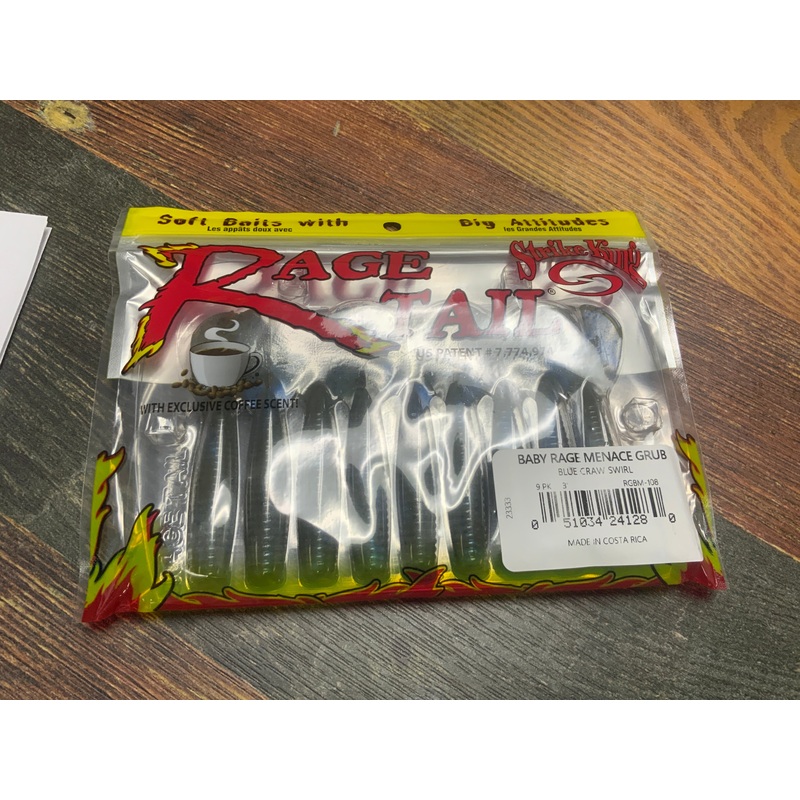 Soft Baits with Big Attitudes
Les appâts doux avec les Grandes Attitudes
RAGE
TAIL
Strike King
®
US PATENT # 7,774,97
WITH EXCLUSIVE COFFEE SCENT!
BABY RAGE MENACE GRUB
BLUE CRAW SWIRL
9 PK 3" RGBM-108
23333
0 51034 24128 0
MADE IN COSTA RICA